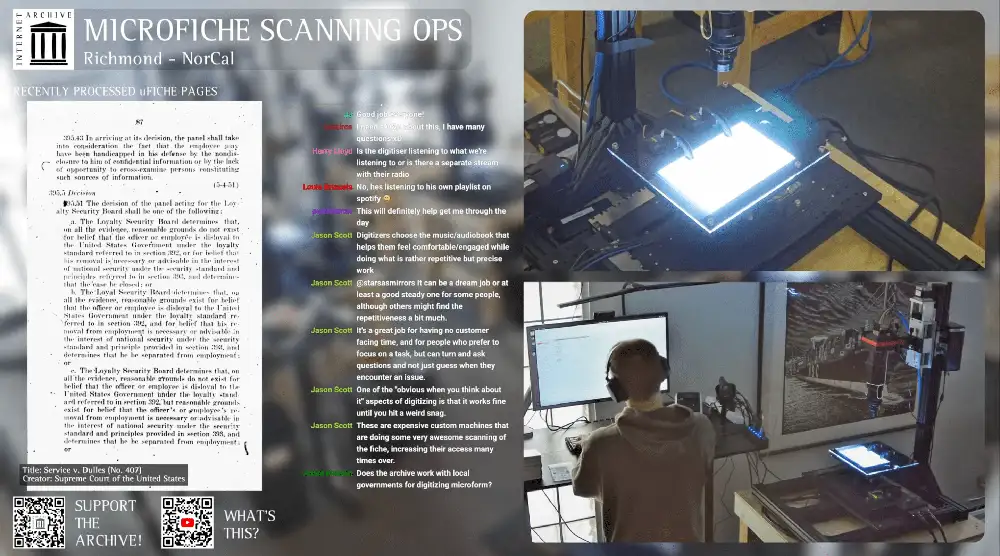 INTERNET ARCHIVE
MICROFICHE SCANNING OPS
Richmond - NorCal
RECENTLY PROCESSED uFICHE PAGES
87
395.43 In arriving at its decision, the panel shall take
into consideration the fact that the employee may
have been handicapped in his defense by the nondis-
closure to him of confidential information or by the lack
of opportunity to cross-examine persons constituting
such sources of information.
(5-4-51)
395.5 Decision
395.51 The decision of the panel acting for the Loy-
alty Security Board shall be one of the following:
a. The Loyalty Security Board determines that,
on all the evidence, reasonable grounds do not exist
for belief that the officer or employee is disloyal to the
United States Government under the loyalty
standard referred to in section 392, or for belief that
his removal is necessary or advisable in the interest
of national security under the security standard and
principles referred to in section 393, and determines
that the case be closed; or
b. The Loyal Security Board determines that, on
all the evidence, reasonable grounds exist for belief
that the officer or employee is disloyal to the United
States Government under the loyalty standard re-
ferred to in section 392, and for belief that his re-
moval from employment is necessary or advisable in
the interest of national security under the security
standard and principle provided in section 393, and
determines that he be separated from employment;
or
c. The Loyalty Security Board determines that, on
all the evidence, reasonable grounds do not exist for
belief that the officer or employee is disloyal to the
United States Government under the loyalty stand-
ard referred to in section 392, but reasonable grounds
exist for belief that the officer's or employee's re-
moval from employment is necessary or advisable in
the interest of national security under the security
standard and principles provided in section 393, and
determines that he be separated from employment;
or
Title: Service v. Dulles (No. 407)
Creator: Supreme Court of the United States
SUPPORT
THE
ARCHIVE!
WHAT'S
THIS?
Good job everyone!
about this, I have many
questions
Harry Lloyd Is the digitiser listening to what we're
listening to or is there a separate stream
with their radio
Louis Brussels No, hes listening to his own playlist on
spotify 😄
This will definitely help get me through the
day
Jason Scott Digitizers choose the music/audiobook that
helps them feel comfortable/engaged while
doing what is rather repetitive but precise
work
Jason Scott @starsasmirrors it can be a dream job or at
least a good steady one for some people,
although others might find the
repetitiveness a bit much.
Jason Scott It's a great job for having no customer
facing time, and for people who prefer to
focus on a task, but can turn and ask
questions and not just guess when they
encounter an issue.
Jason Scott One of the "obvious when you think about
it" aspects of digitizing is that it works fine
until you hit a weird snag.
Jason Scott These are expensive custom machines that
are doing some very awesome scanning of
the fiche, increasing their access many
times over.
Does the archive work with local
governments for digitizing microform?